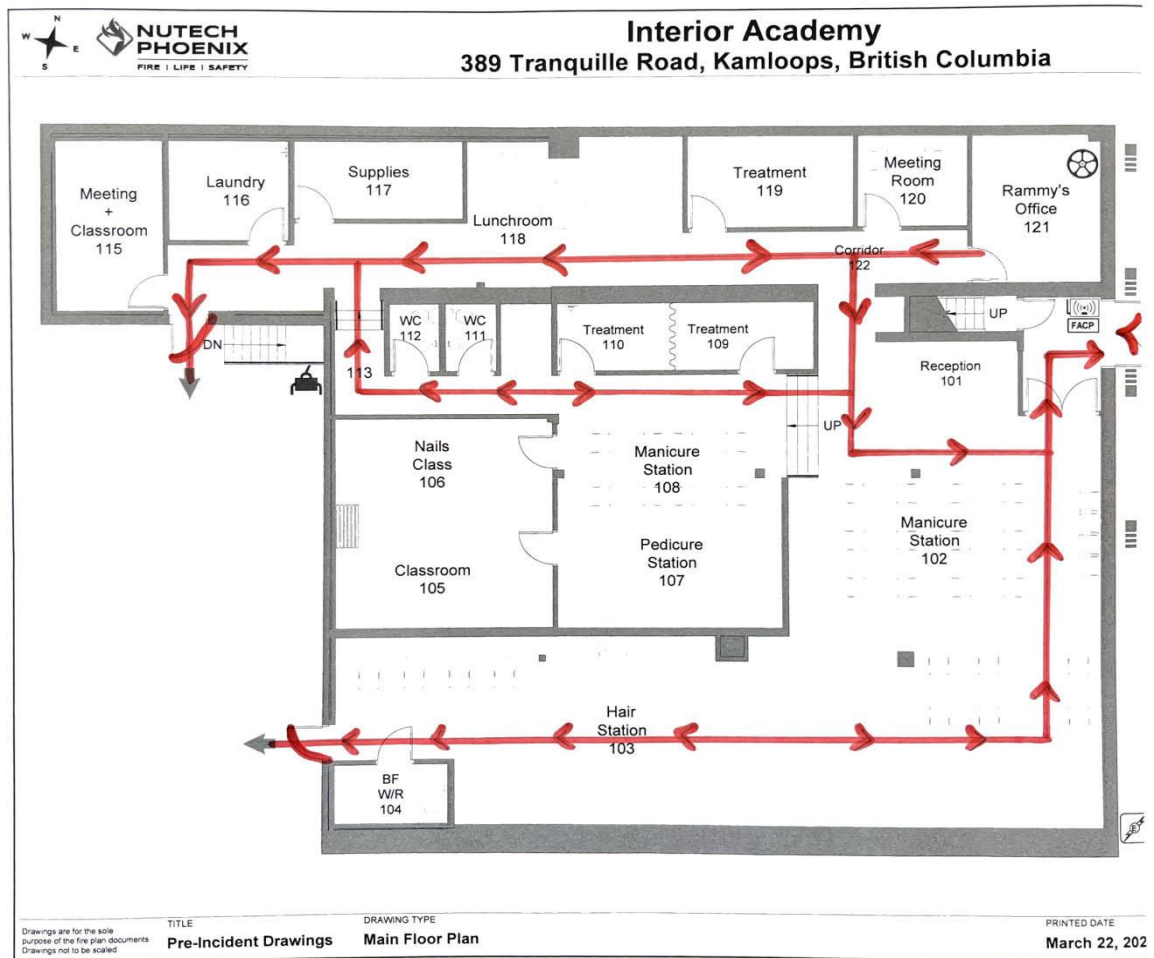 N
W
E
S
NUTECH
PHOENIX
FIRE | LIFE | SAFETY
Interior Academy
389 Tranquille Road, Kamloops, British Columbia
Meeting
+
Classroom
115
Laundry
116
Supplies
117
Lunchroom
118
Treatment
119
Meeting
Room
120
Rammy's
Office
121
Corridor
122
DN
113
WC
112
WC
111
Treatment
110
Treatment
109
UP
FACP
Reception
101
UP
Nails
Class
106
Classroom
105
Manicure
Station
108
Pedicure
Station
107
Manicure
Station
102
Hair
Station
103
BF
W/R
104
E
Drawings are for the sole
purpose of the fire plan documents
Drawings not to be scaled
TITLE
Pre-Incident Drawings
DRAWING TYPE
Main Floor Plan
PRINTED DATE
March 22, 202